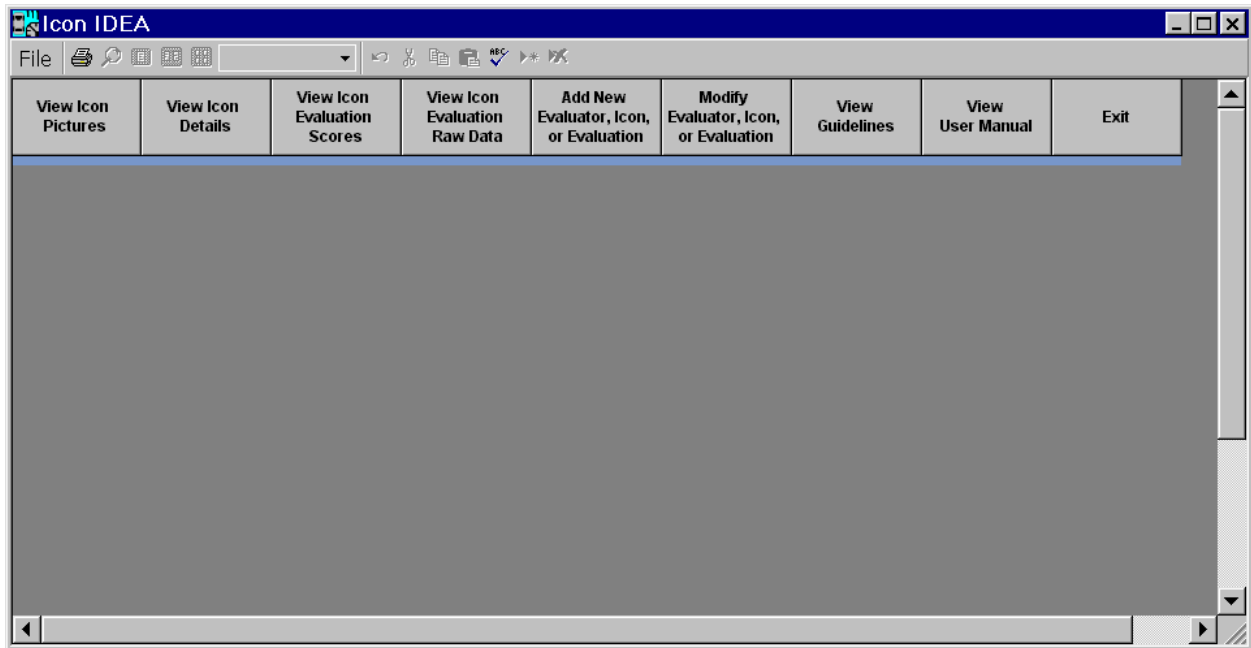 Icon IDEA
File
ABC
View Icon
Pictures
View Icon
Details
View Icon
Evaluation
Scores
View Icon
Evaluation
Raw Data
Add New
Evaluator, Icon,
or Evaluation
Modify
Evaluator, Icon,
or Evaluation
View
Guidelines
View
User Manual
Exit